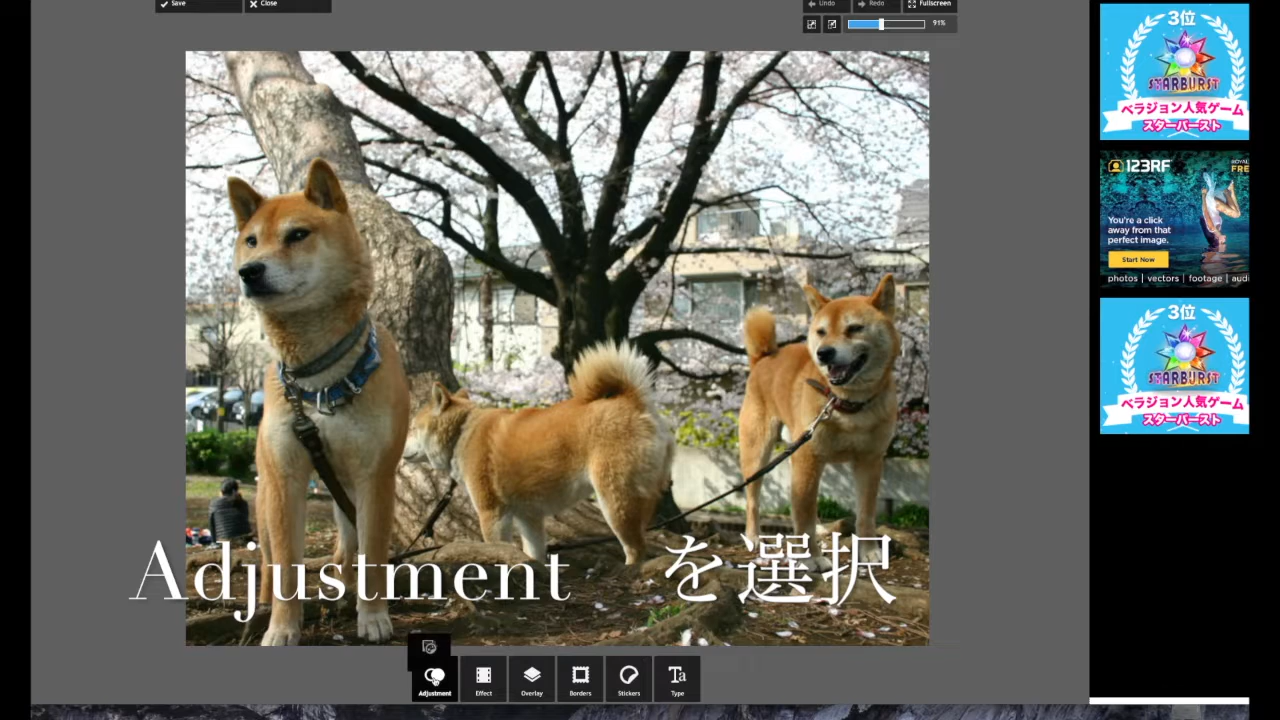 Save
Close
Undo
Redo
Fullscreen
91%
3位
STARBURST
ベラジョン人気ゲーム
スターバースト
123RF
ROYAL
FRE
You're a click
away from that
perfect image.
Start Now
photos | vectors | footage | audi
3位
STARBURST
ベラジョン人気ゲーム
スターバースト
Adjustment を選択
Adjustment
Effect
Overlay
Borders
Stickers
Ta
Type